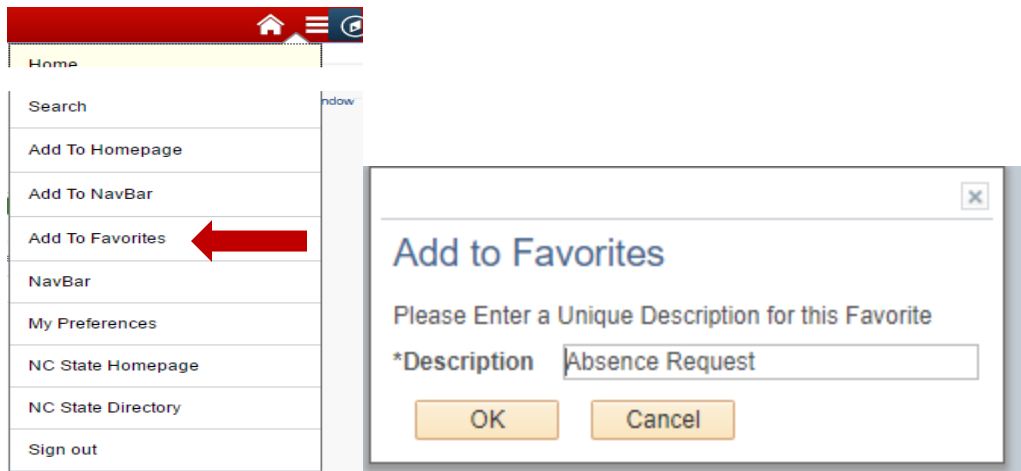 Home
ndow
Search
Add To Homepage
Add To NavBar
Add To Favorites
NavBar
My Preferences
NC State Homepage
NC State Directory
Sign out
Add to Favorites
Please Enter a Unique Description for this Favorite
*Description Absence Request
OK Cancel